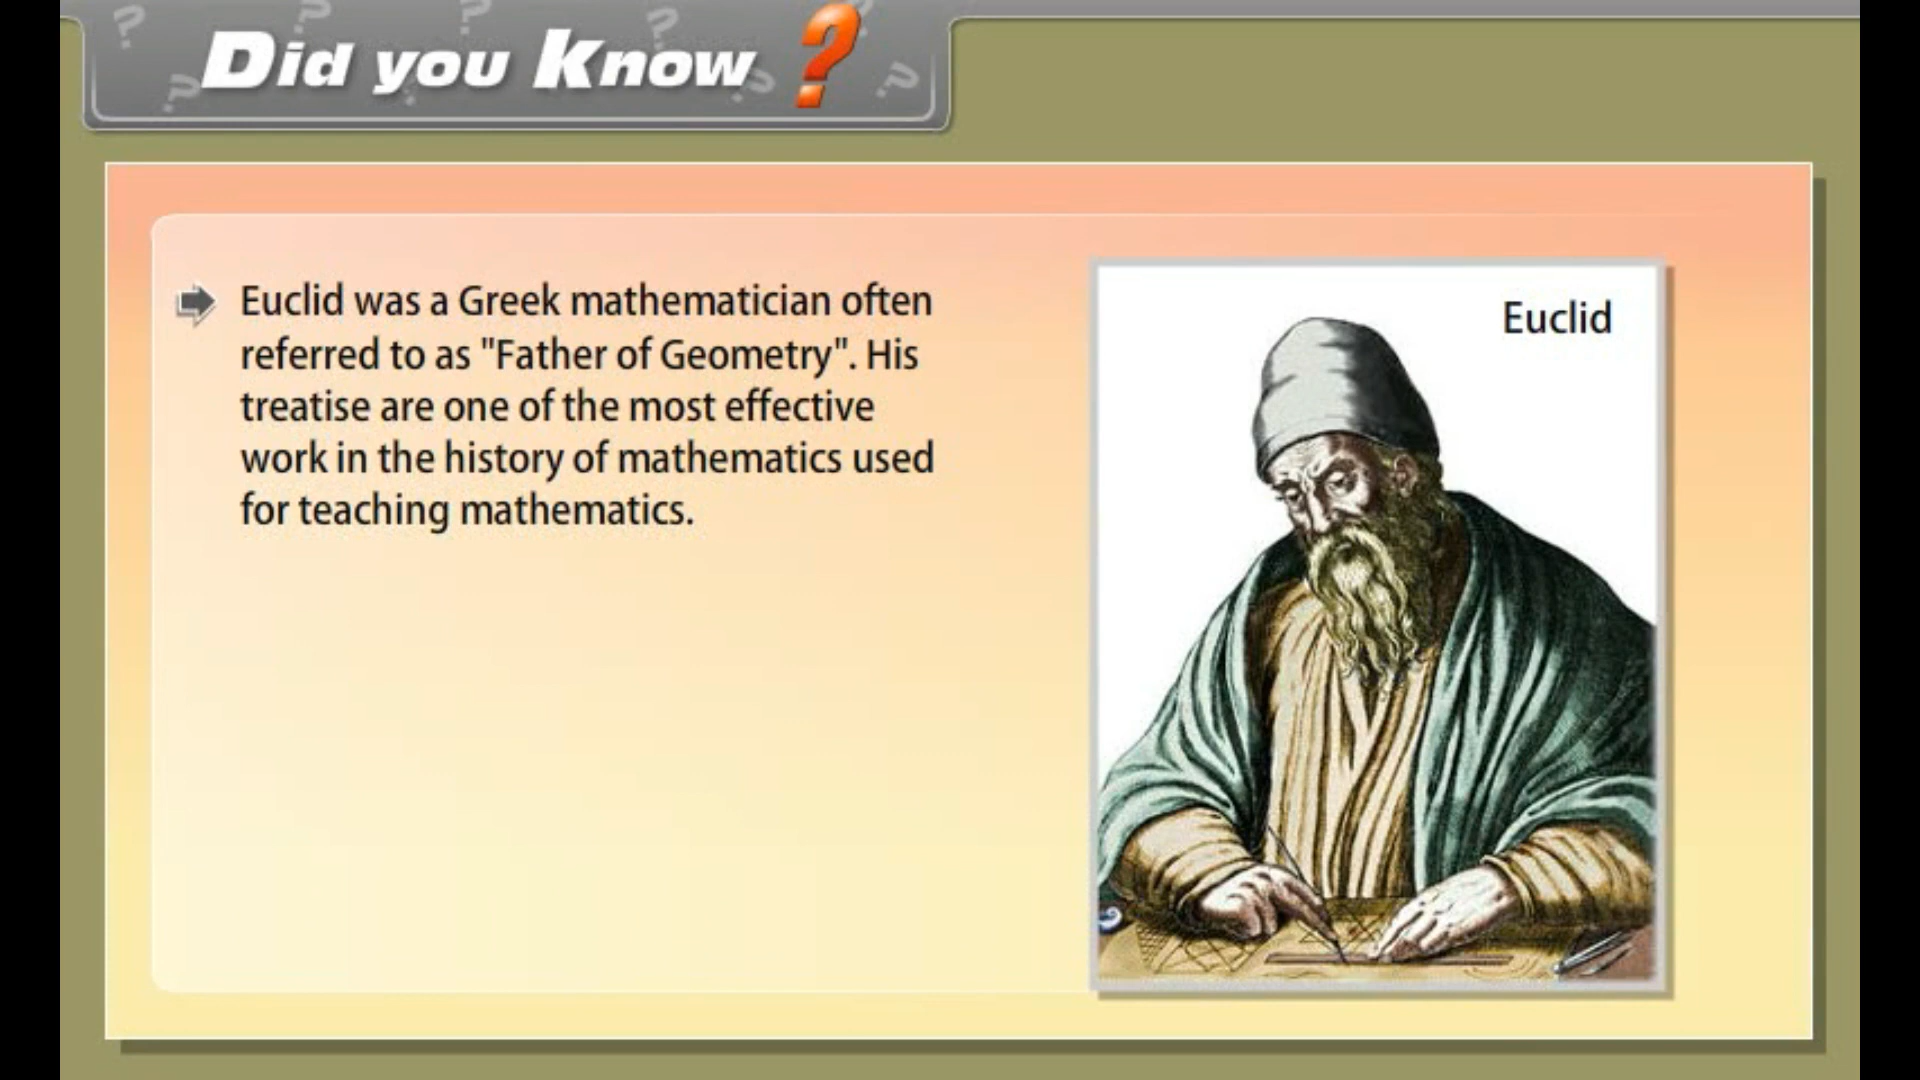 Did you Know ?
Euclid was a Greek mathematician often
referred to as "Father of Geometry". His
treatise are one of the most effective
work in the history of mathematics used
for teaching mathematics.
Euclid